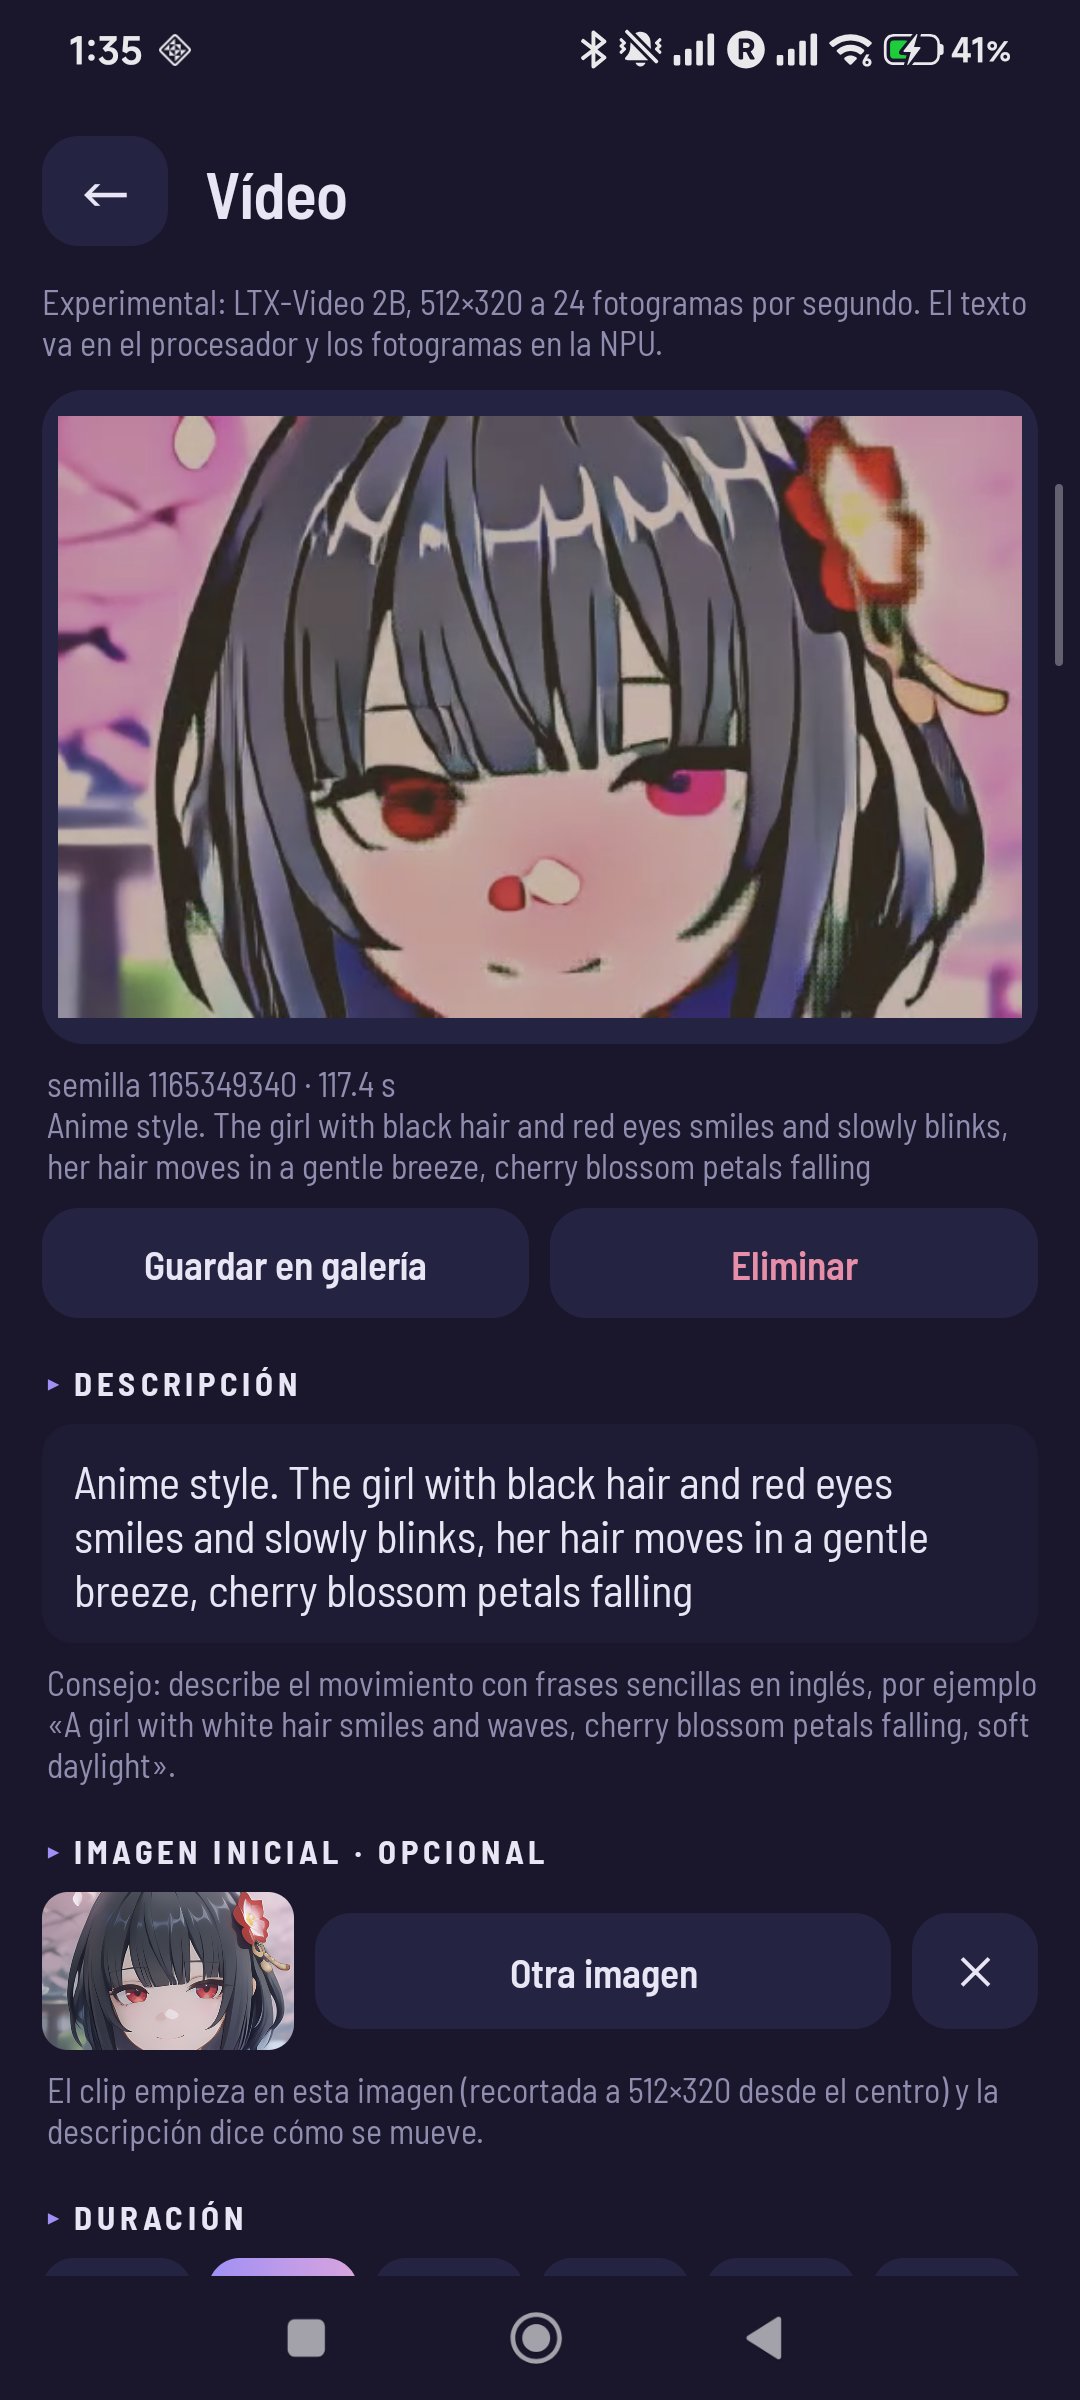 1:35
R
6
41%
←
Vídeo
Experimental: LTX-Video 2B, 512×320 a 24 fotogramas por segundo. El texto
va en el procesador y los fotogramas en la NPU.
semilla 1165349340 · 117.4 s
Anime style. The girl with black hair and red eyes smiles and slowly blinks,
her hair moves in a gentle breeze, cherry blossom petals falling
Guardar en galería
Eliminar
▸ DESCRIPCIÓN
Anime style. The girl with black hair and red eyes
smiles and slowly blinks, her hair moves in a gentle
breeze, cherry blossom petals falling
Consejo: describe el movimiento con frases sencillas en inglés, por ejemplo
«A girl with white hair smiles and waves, cherry blossom petals falling, soft
daylight».
▸ IMAGEN INICIAL · OPCIONAL
Otra imagen
×
El clip empieza en esta imagen (recortada a 512×320 desde el centro) y la
descripción dice cómo se mueve.
▸ DURACIÓN